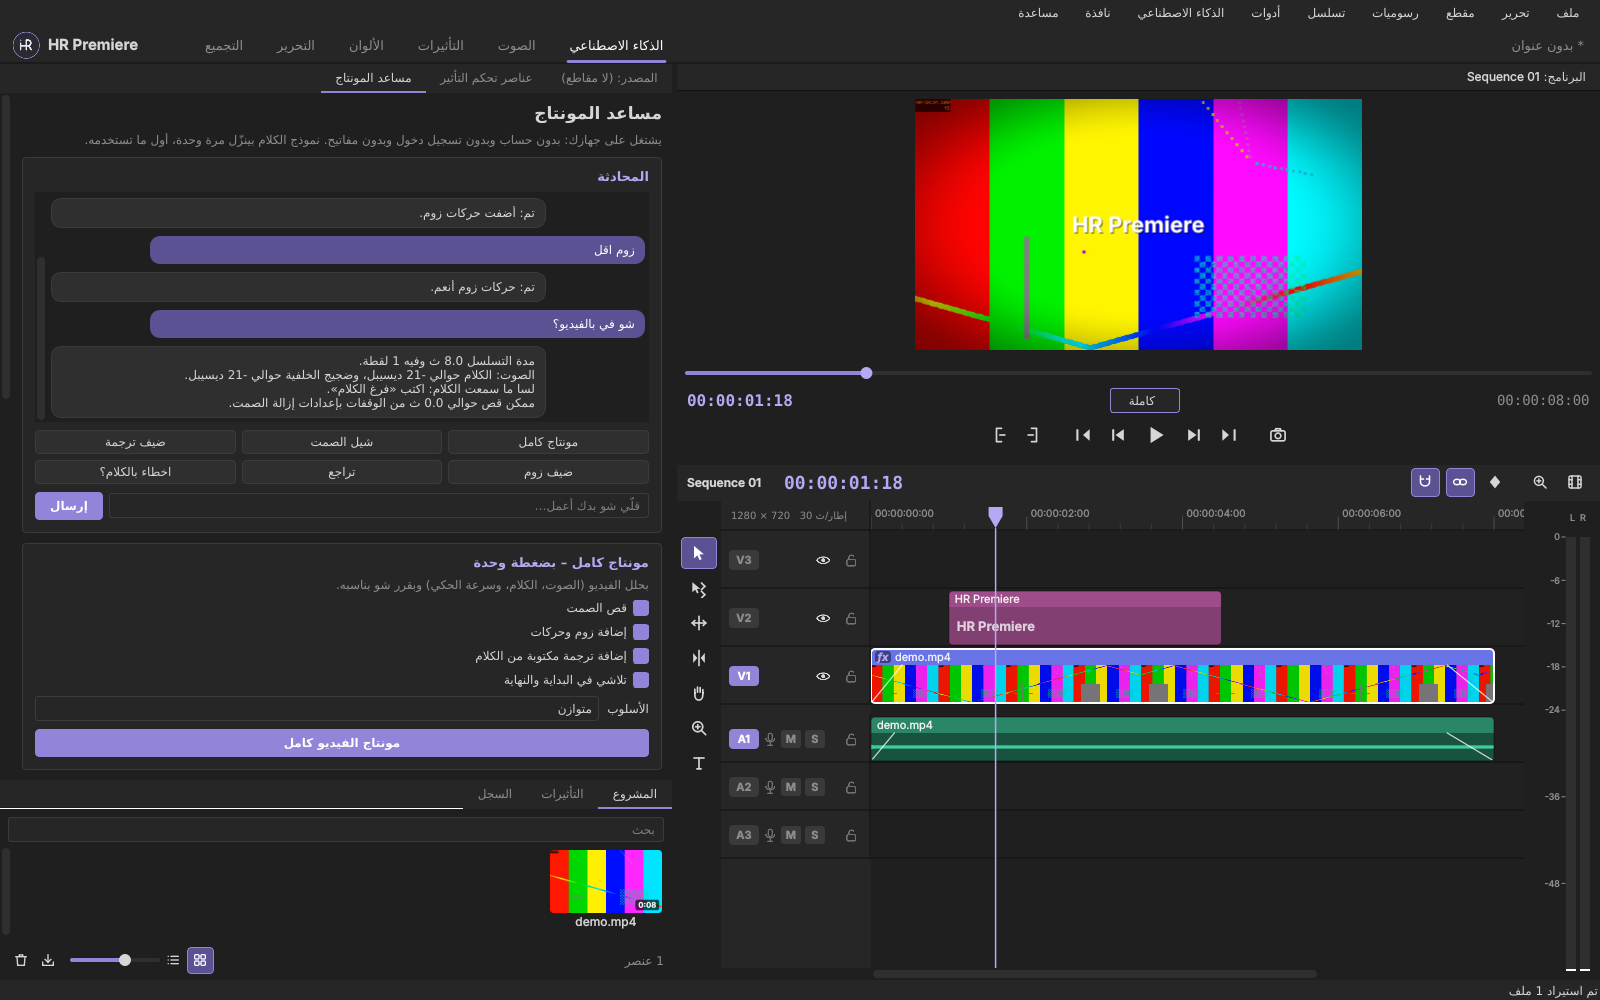 ملف تحرير مقطع رسوميات تسلسل أدوات الذكاء الاصطناعي نافذة مساعدة
* بدون عنوان
الذكاء الاصطناعي الصوت التأثيرات الألوان التحرير التجميع
HR Premiere
المصدر: (لا مقاطع) عناصر تحكم التأثير مساعد المونتاج
مساعد المونتاج
يشتغل على جهازك: بدون حساب وبدون تسجيل دخول وبدون مفاتيح. نموذج الكلام بينزّل مرة وحدة، أول ما تستخدمه.
المحادثة
تم: أضفت حركات زوم.
زوم اقل
تم: حركات زوم أنعم.
شو في بالفيديو؟
مدة التسلسل 8.0 ث وفيه 1 لقطة.
الصوت: الكلام حوالي -21 ديسيبل، وضجيج الخلفية حوالي -21 ديسيبل.
لسا ما سمعت الكلام: اكتب «فرغ الكلام».
ممكن قص حوالي 0.0 ث من الوقفات بإعدادات إزالة الصمت.
مونتاج كامل شيل الصمت ضيف ترجمة
ضيف زوم تراجع اخطاء بالكلام؟
قلّي شو بدك أعمل... إرسال
مونتاج كامل – بضغطة وحدة
بحلل الفيديو (الصوت، الكلام، وسرعة الحكي) وبقرر شو بناسبه.
قص الصمت
إضافة زوم وحركات
إضافة ترجمة مكتوبة من الكلام
تلاشي في البداية والنهاية
الأسلوب متوازن
مونتاج الفيديو كامل
المشروع التأثيرات السجل
بحث
0:08
demo.mp4
1 عنصر
البرنامج: Sequence 01
HR Premiere
00:00:01:18 كاملة 00:00:08:00
Sequence 01 00:00:01:18
1280 × 720 30 إطار/ث
00:00:00:00 00:00:02:00 00:00:04:00 00:00:06:00 00:00
L R
V3
V2 HR Premiere
HR Premiere
V1 fx demo.mp4
A1 M S demo.mp4
A2 M S
A3 M S
0
-6
-12
-18
-24
-36
-48
تم استيراد 1 ملف